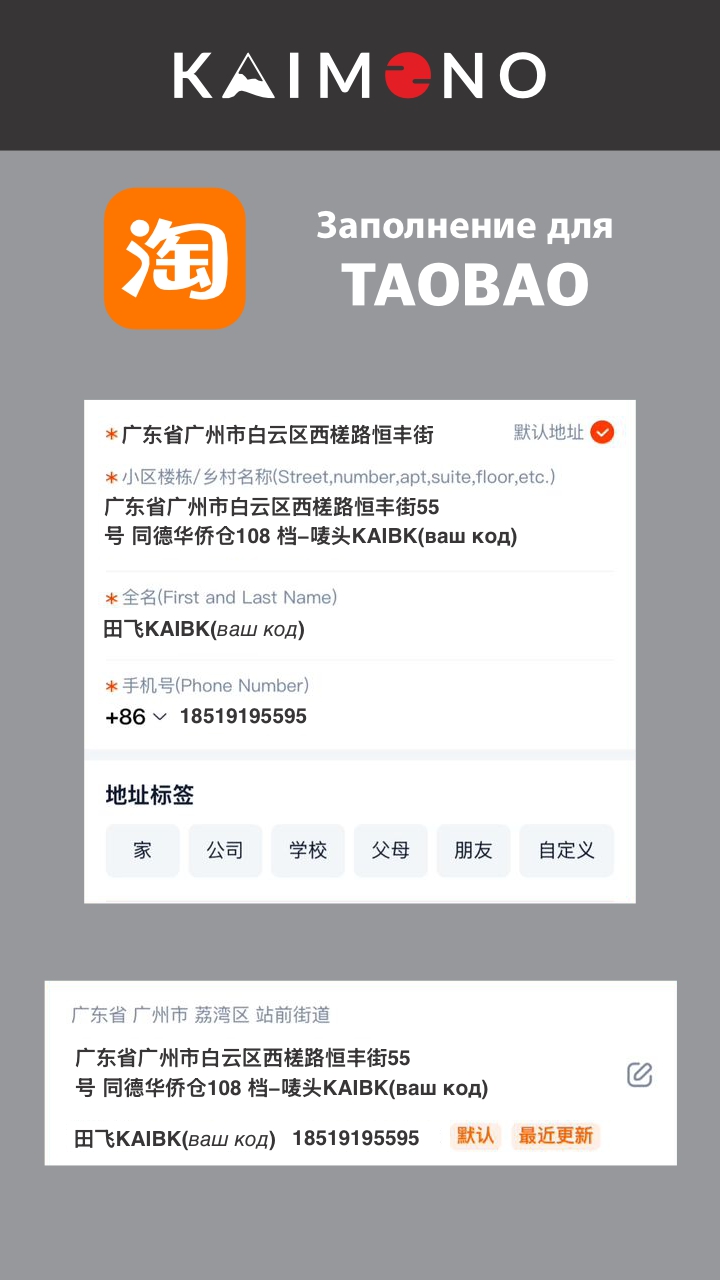 KAIMONO
淘
Заполнение для
TAOBAO
*广东省广州市白云区西槎路恒丰街
默认地址
*小区楼栋/乡村名称(Street,number,apt,suite,floor,etc.)
广东省广州市白云区西槎路恒丰街55
号 同德华侨仓108 档–唛头KAIBK(ваш код)
*全名(First and Last Name)
田飞KAIBK(ваш код)
*手机号(Phone Number)
+86 18519195595
地址标签
家 公司 学校 父母 朋友 自定义
广东省 广州市 荔湾区 站前街道
广东省广州市白云区西槎路恒丰街55
号 同德华侨仓108 档–唛头KAIBK(ваш код)
田飞KAIBK(ваш код) 18519195595 默认 最近更新